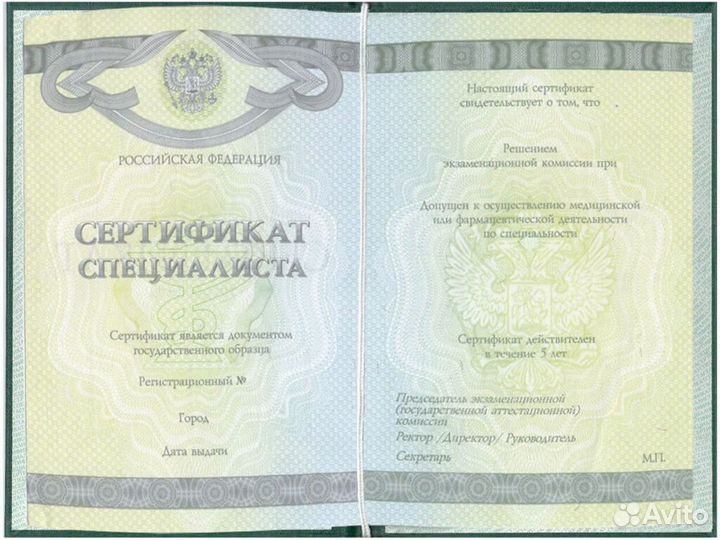 РОССИЙСКАЯ ФЕДЕРАЦИЯ
СЕРТИФИКАТ
СПЕЦИАЛИСТА
Сертификат является документом
государственного образца
Регистрационный №
Город
Дата выдачи
Настоящий сертификат
свидетельствует о том, что
Решением
экзаменационной комиссии при
Допущен к осуществлению медицинской
или фармацевтической деятельности
по специальности
Сертификат действителен
в течение 5 лет
Председатель экзаменационной
(государственной аттестационной)
комиссии
Ректор /Директор/ Руководитель
Секретарь
М.П.
Avito